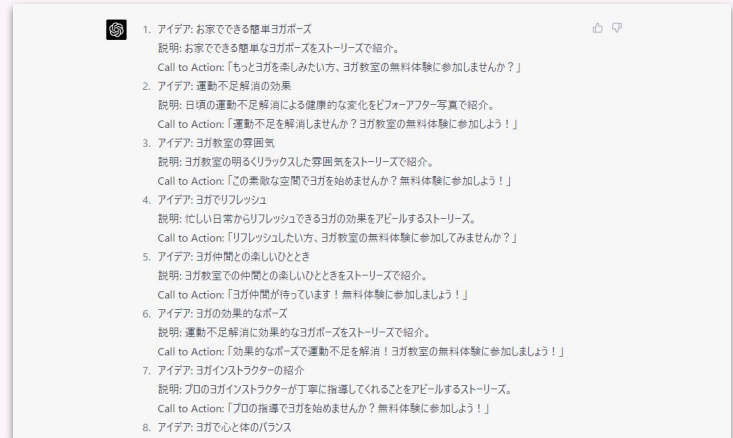 1. アイデア: お家でできる簡単ヨガポーズ
説明: お家でできる簡単なヨガポーズをストーリーズで紹介。
Call to Action: 「もっとヨガを楽しみたい方、ヨガ教室の無料体験に参加しませんか？」
2. アイデア: 運動不足解消の効果
説明: 日頃の運動不足解消による健康的な変化をビフォーアフター写真で紹介。
Call to Action: 「運動不足を解消しませんか？ヨガ教室の無料体験に参加しよう！」
3. アイデア: ヨガ教室の雰囲気
説明: ヨガ教室の明るくリラックスした雰囲気をストーリーズで紹介。
Call to Action: 「この素敵な空間でヨガを始めませんか？無料体験に参加しよう！」
4. アイデア: ヨガでリフレッシュ
説明: 忙しい日常からリフレッシュできるヨガの効果をアピールするストーリーズ。
Call to Action: 「リフレッシュしたい方、ヨガ教室の無料体験に参加してみませんか？」
5. アイデア: ヨガ仲間との楽しいひととき
説明: ヨガ教室での仲間との楽しいひとときをストーリーズで紹介。
Call to Action: 「ヨガ仲間が待っています！無料体験に参加しましょう！」
6. アイデア: ヨガの効果的なポーズ
説明: 運動不足解消に効果的なヨガポーズをストーリーズで紹介。
Call to Action: 「効果的なポーズで運動不足を解消！ヨガ教室の無料体験に参加しましょう！」
7. アイデア: ヨガインストラクターの紹介
説明: プロのヨガインストラクターが丁寧に指導してくれることをアピールするストーリーズ。
Call to Action: 「プロの指導でヨガを始めませんか？無料体験に参加しよう！」
8. アイデア: ヨガで心と体のバランス